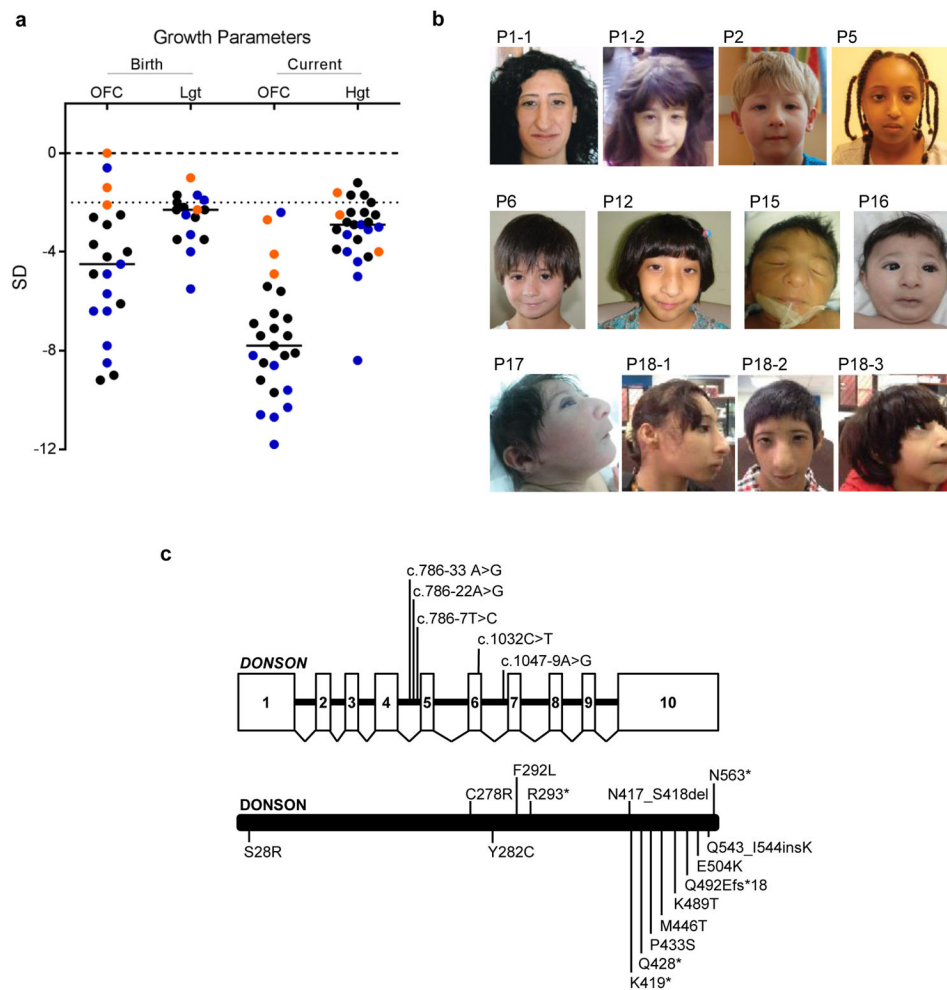 a
Growth Parameters
Birth Current
OFC Lgt OFC Hgt
0
-4
-8
-12
SD
b
P1-1 P1-2 P2 P5
P6 P12 P15 P16
P17 P18-1 P18-2 P18-3
c
c.786-33 A>G
c.786-22A>G
c.786-7T>C
c.1032C>T
c.1047-9A>G
DONSON
1 2 3 4 5 6 7 8 9 10
F292L
N563*
C278R R293* N417_S418del
DONSON
S28R Y282C
Q543_I544insK
E504K
Q492Efs*18
K489T
M446T
P433S
Q428*
K419*